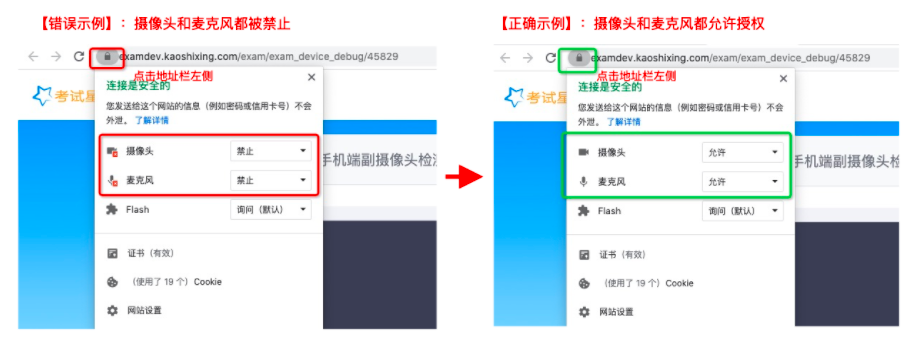 【错误示例】：摄像头和麦克风都被禁止
examdev.kaoshixing.com/exam/exam_device_debug/45829
点击地址栏左侧
连接是安全的
考试星
您发送给这个网站的信息（例如密码或信用卡号）不会
外泄。 了解详情
摄像头 禁止
手机端副摄像头检测
麦克风 禁止
Flash 询问（默认）
证书（有效）
（使用了 19 个）Cookie
网站设置
【正确示例】：摄像头和麦克风都允许授权
examdev.kaoshixing.com/exam/exam_device_debug/45829
点击地址栏左侧
连接是安全的
考试星
您发送给这个网站的信息（例如密码或信用卡号）不会
外泄。 了解详情
摄像头 允许
手机端副摄像头检
麦克风 允许
Flash 询问（默认）
证书（有效）
（使用了 19 个）Cookie
网站设置